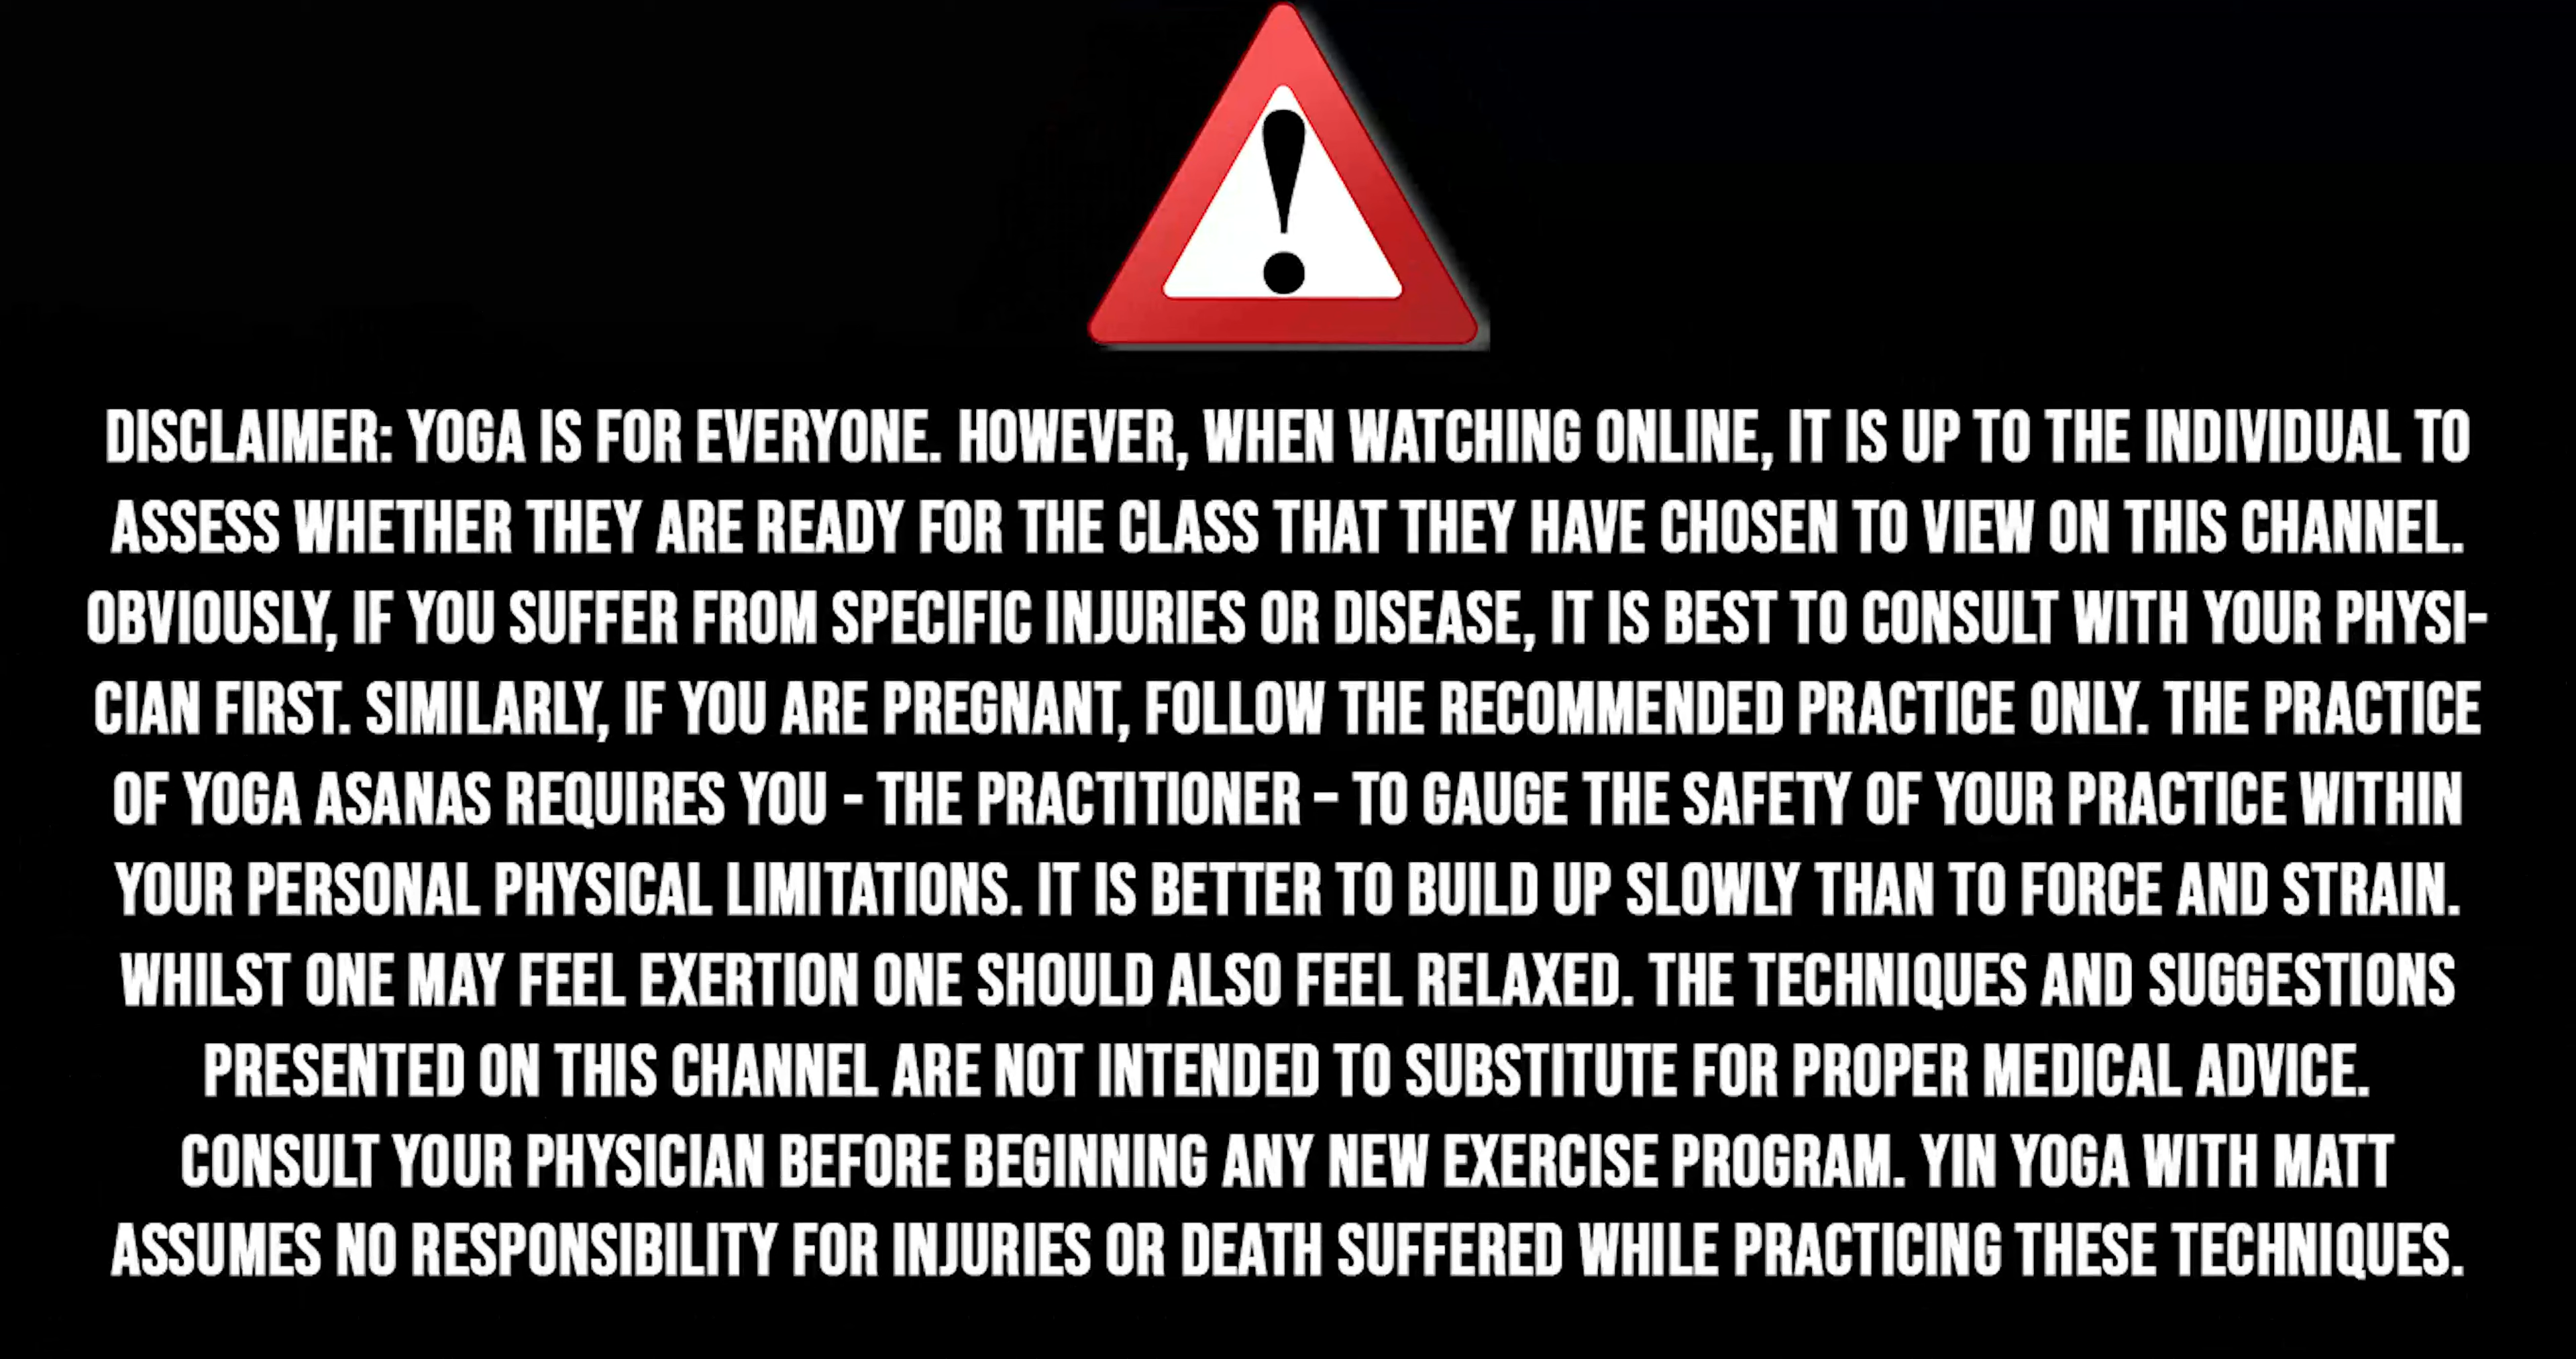 DISCLAIMER: YOGA IS FOR EVERYONE. HOWEVER, WHEN WATCHING ONLINE, IT IS UP TO THE INDIVIDUAL TO
ASSESS WHETHER THEY ARE READY FOR THE CLASS THAT THEY HAVE CHOSEN TO VIEW ON THIS CHANNEL.
OBVIOUSLY, IF YOU SUFFER FROM SPECIFIC INJURIES OR DISEASE, IT IS BEST TO CONSULT WITH YOUR PHYSI-
CIAN FIRST. SIMILARLY, IF YOU ARE PREGNANT, FOLLOW THE RECOMMENDED PRACTICE ONLY. THE PRACTICE
OF YOGA ASANAS REQUIRES YOU - THE PRACTITIONER – TO GAUGE THE SAFETY OF YOUR PRACTICE WITHIN
YOUR PERSONAL PHYSICAL LIMITATIONS. IT IS BETTER TO BUILD UP SLOWLY THAN TO FORCE AND STRAIN.
WHILST ONE MAY FEEL EXERTION ONE SHOULD ALSO FEEL RELAXED. THE TECHNIQUES AND SUGGESTIONS
PRESENTED ON THIS CHANNEL ARE NOT INTENDED TO SUBSTITUTE FOR PROPER MEDICAL ADVICE.
CONSULT YOUR PHYSICIAN BEFORE BEGINNING ANY NEW EXERCISE PROGRAM. YIN YOGA WITH MATT
ASSUMES NO RESPONSIBILITY FOR INJURIES OR DEATH SUFFERED WHILE PRACTICING THESE TECHNIQUES.